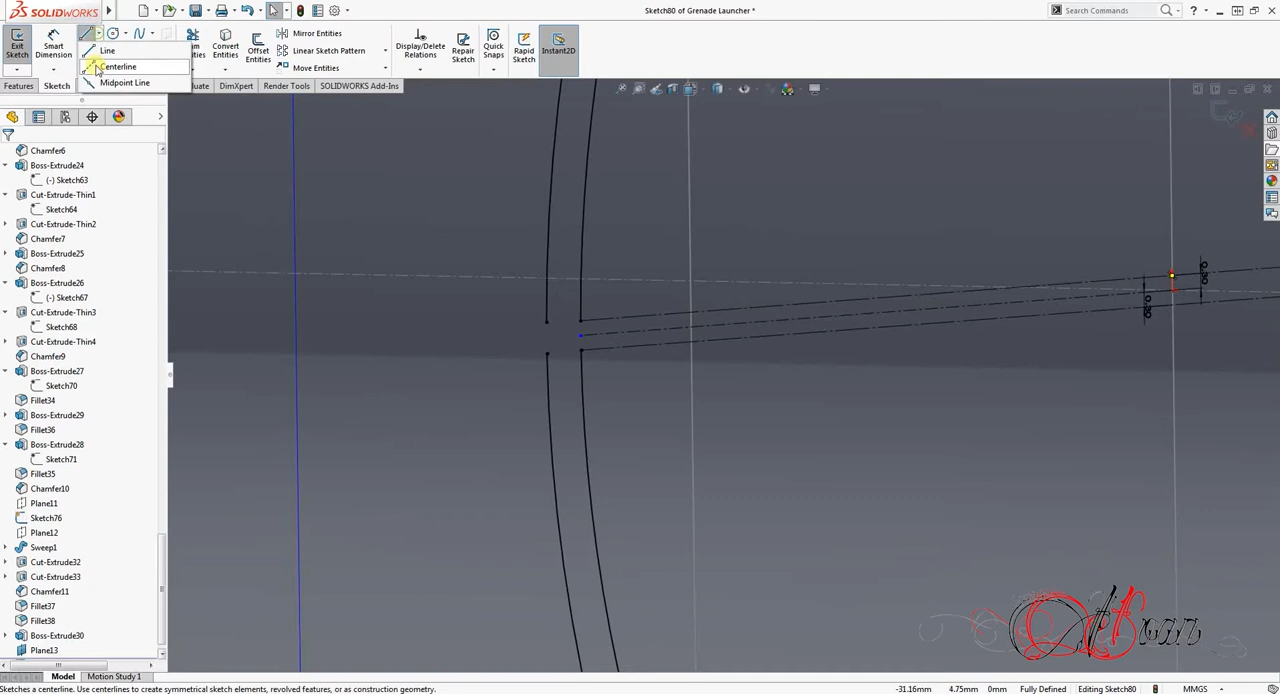 SOLIDWORKS
Sketch80 of Grenade Launcher *
Search Commands
Exit Sketch
Smart Dimension
Line
Centerline
Midpoint Line
Convert Entities
Offset Entities
Mirror Entities
Linear Sketch Pattern
Move Entities
Display/Delete Relations
Repair Sketch
Quick Snaps
Rapid Sketch
Instant2D
Features
Sketch
DimXpert
Render Tools
SOLIDWORKS Add-Ins
Chamfer6
Boss-Extrude24
(-) Sketch63
Cut-Extrude-Thin1
Sketch64
Cut-Extrude-Thin2
Chamfer7
Boss-Extrude25
Chamfer8
Boss-Extrude26
(-) Sketch67
Cut-Extrude-Thin3
Sketch68
Cut-Extrude-Thin4
Chamfer9
Boss-Extrude27
Sketch70
Fillet34
Boss-Extrude29
Fillet36
Boss-Extrude28
Sketch71
Fillet35
Chamfer10
Plane11
Sketch76
Plane12
Sweep1
Cut-Extrude32
Cut-Extrude33
Chamfer11
Fillet37
Fillet38
Boss-Extrude30
Plane13
Model
Motion Study 1
Sketches a centerline. Use centerlines to create symmetrical sketch elements, revolved features, or as construction geometry.
-31.16mm
4.75mm
0mm
Fully Defined
Editing Sketch80
MMGS